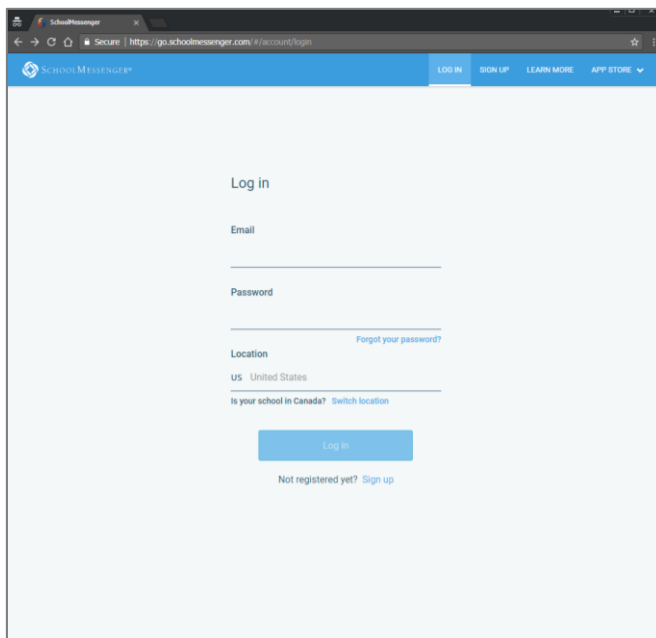 SchoolMessenger
Secure | https://go.schoolmessenger.com/#/account/login
SCHOOLMESSENGER®
LOG IN SIGN UP LEARN MORE APP STORE
Log in
Email
Password
Forgot your password?
Location
US United States
Is your school in Canada? Switch location
Log in
Not registered yet? Sign up